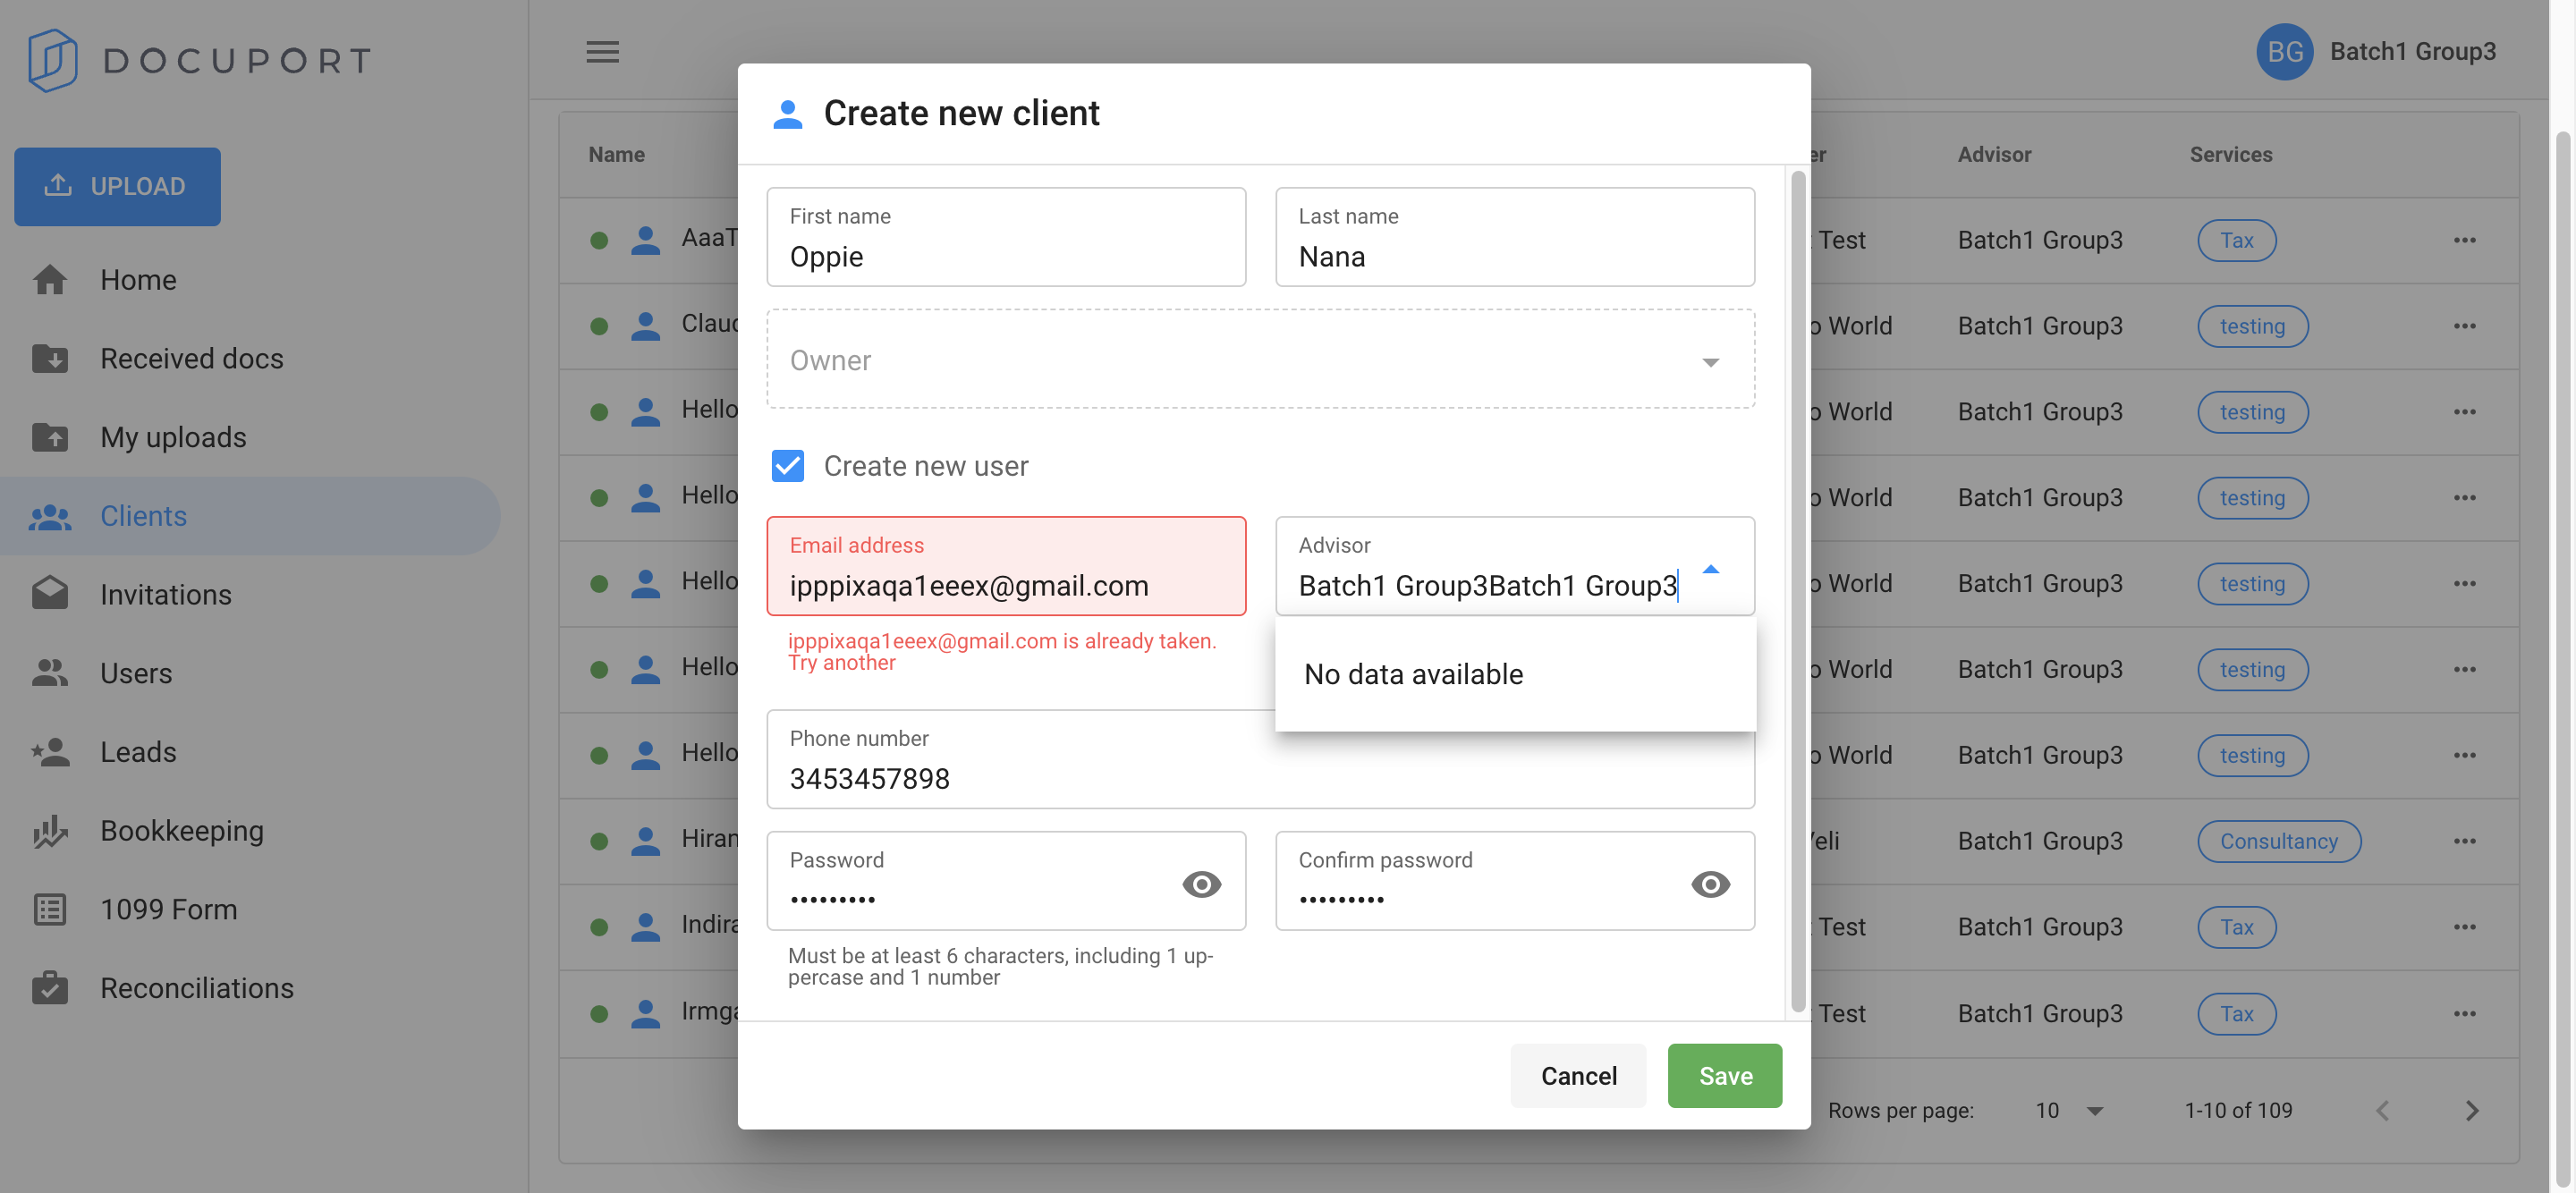 DOCUPORT
BG Batch1 Group3
UPLOAD
Home
Received docs
My uploads
Clients
Invitations
Users
Leads
Bookkeeping
1099 Form
Reconciliations
Create new client
First name
Oppie
Last name
Nana
Owner
Create new user
Email address
ipppixaqa1eeex@gmail.com
ipppixaqa1eeex@gmail.com is already taken.
Try another
Advisor
Batch1 Group3Batch1 Group3
No data available
Phone number
3453457898
Password
•••••••••
Must be at least 6 characters, including 1 up-
percase and 1 number
Confirm password
•••••••••
Cancel
Save
Name
er Advisor Services
AaaT
Test Batch1 Group3 Tax
Claud
o World Batch1 Group3 testing
Hello
o World Batch1 Group3 testing
Hello
o World Batch1 Group3 testing
Hello
o World Batch1 Group3 testing
Hello
o World Batch1 Group3 testing
Hello
o World Batch1 Group3 testing
Hiran
eli Batch1 Group3 Consultancy
Indira
Test Batch1 Group3 Tax
Irmga
Test Batch1 Group3 Tax
Rows per page: 10 1-10 of 109